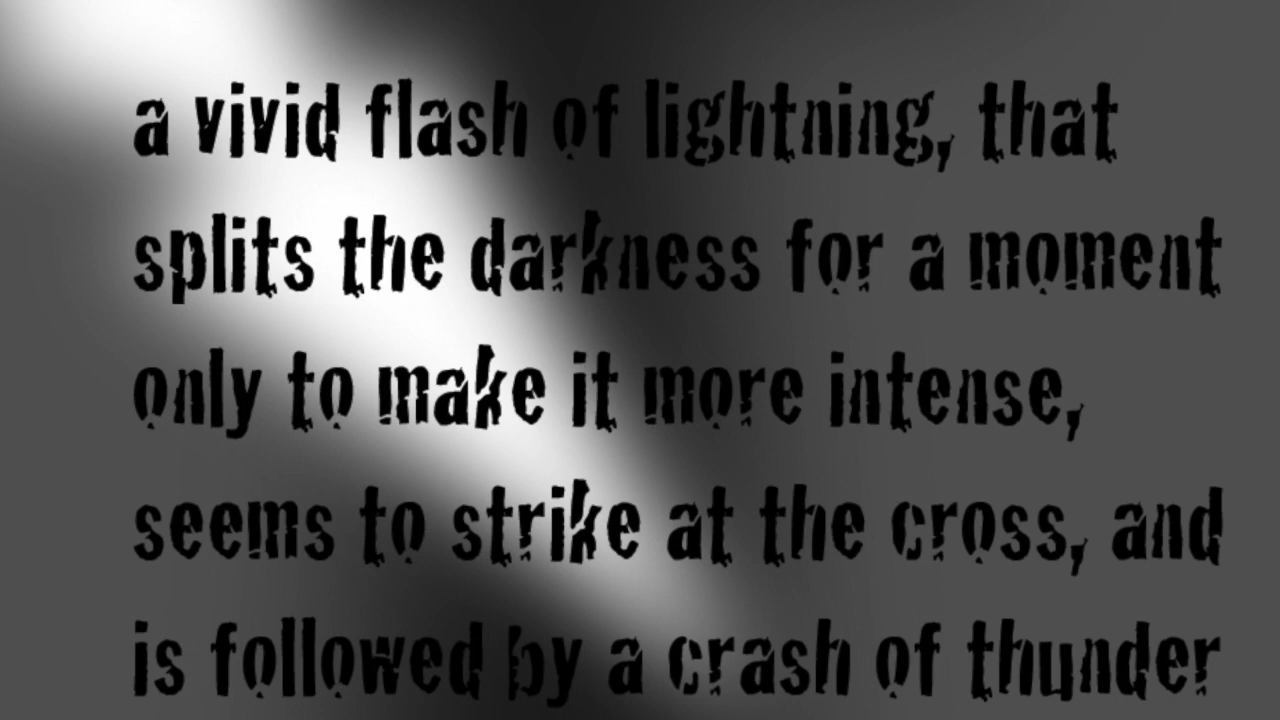 a vivid flash of lightning, that
splits the darkness for a moment
only to make it more intense,
seems to strike at the cross, and
is followed by a crash of thunder